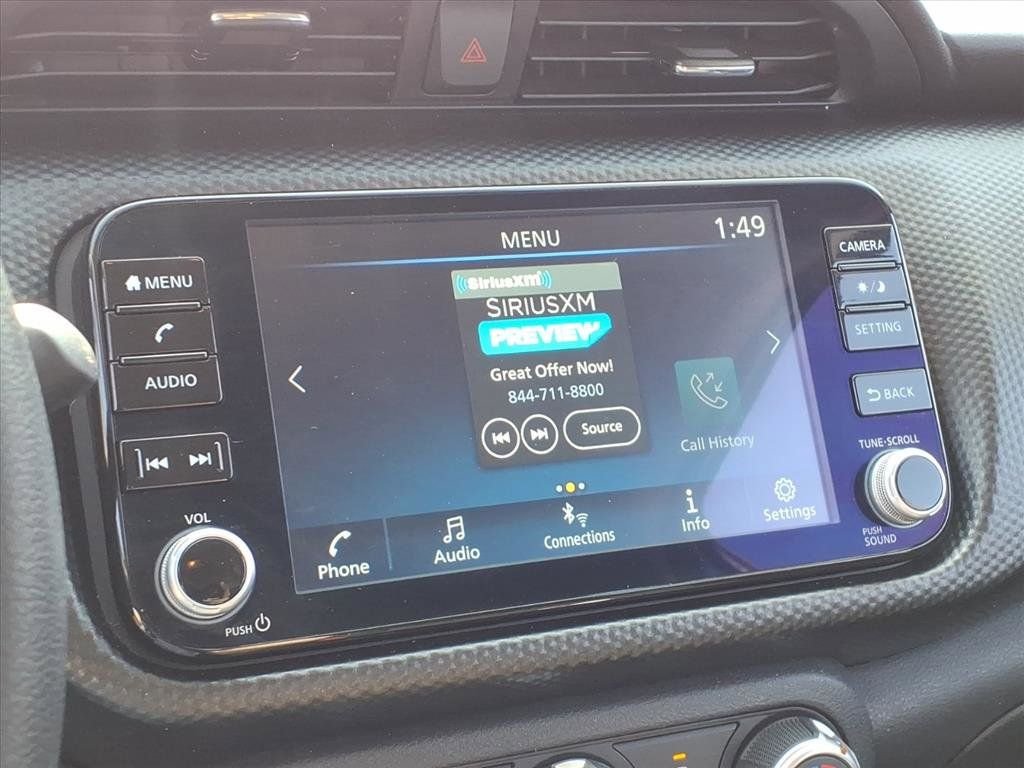 MENU
1:49
SiriusXm
SIRIUSXM
PREVIEW
Great Offer Now!
844-711-8800
Source
Call History
Phone
Audio
Connections
Info
Settings
MENU
AUDIO
VOL
PUSH
CAMERA
SETTING
BACK
TUNE·SCROLL
PUSH
SOUND